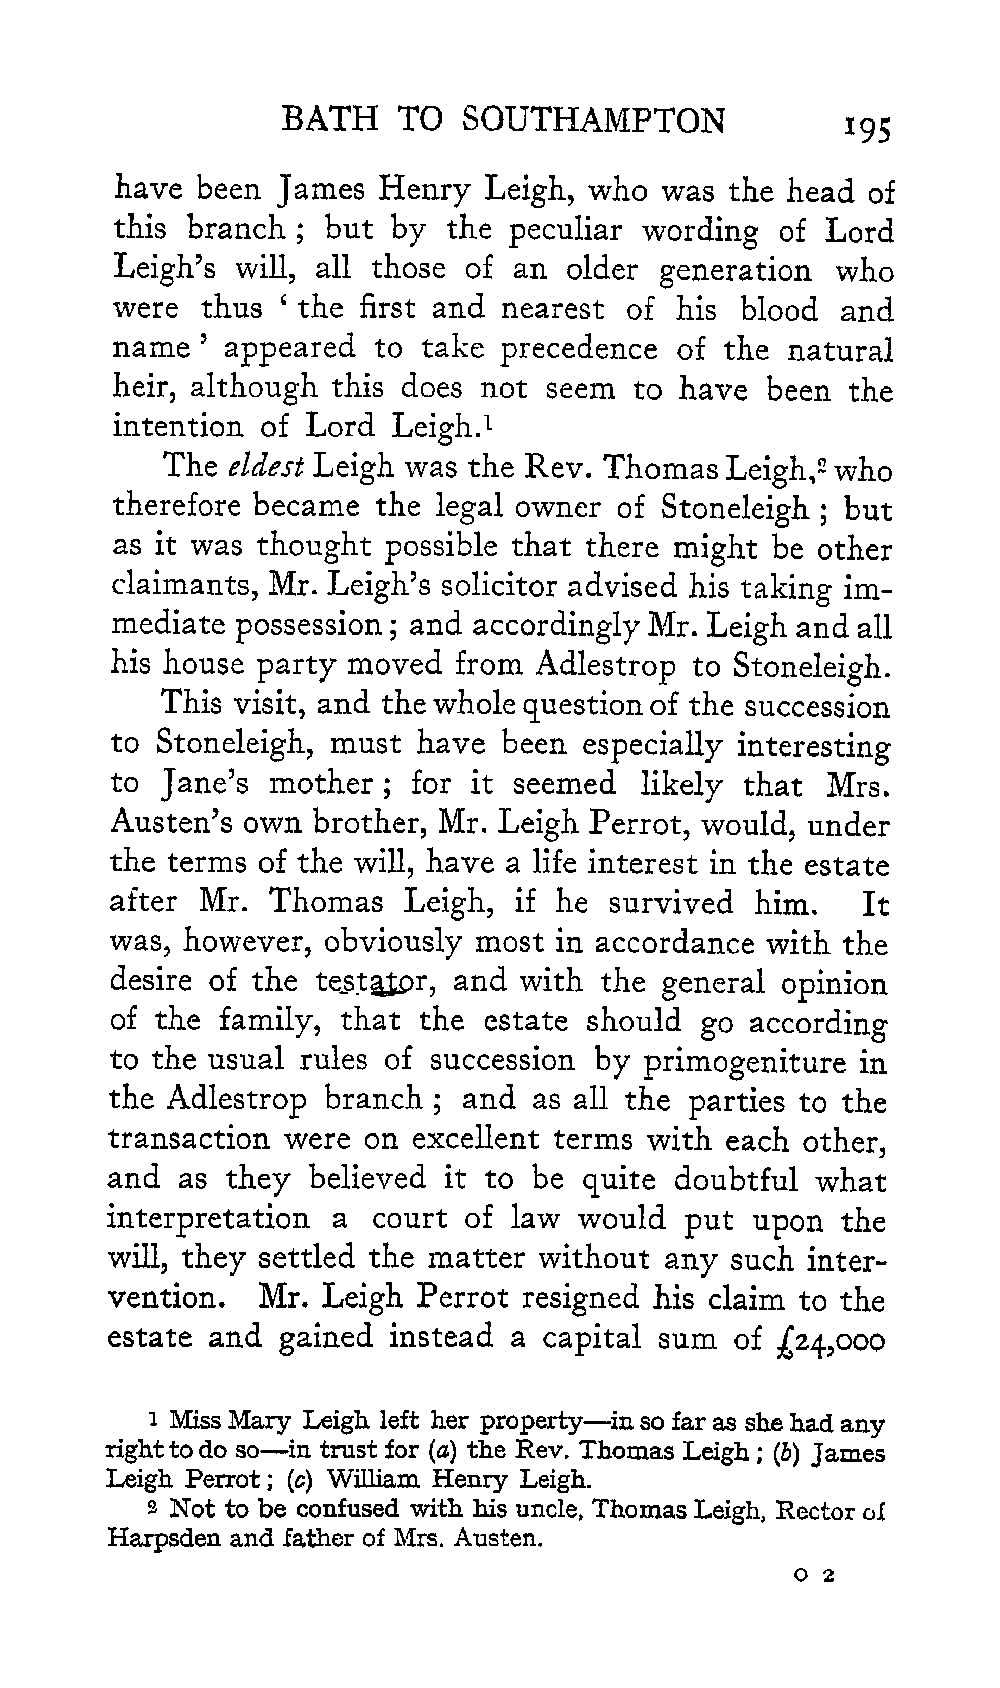 BATH TO SOUTHAMPTON 195
have been James Henry Leigh, who was the head of
this branch ; but by the peculiar wording of Lord
Leigh's will, all those of an older generation who
were thus ‘ the first and nearest of his blood and
name ’ appeared to take precedence of the natural
heir, although this does not seem to have been the
intention of Lord Leigh.¹
The eldest Leigh was the Rev. Thomas Leigh,² who
therefore became the legal owner of Stoneleigh ; but
as it was thought possible that there might be other
claimants, Mr. Leigh's solicitor advised his taking im-
mediate possession ; and accordingly Mr. Leigh and all
his house party moved from Adlestrop to Stoneleigh.
This visit, and the whole question of the succession
to Stoneleigh, must have been especially interesting
to Jane's mother ; for it seemed likely that Mrs.
Austen's own brother, Mr. Leigh Perrot, would, under
the terms of the will, have a life interest in the estate
after Mr. Thomas Leigh, if he survived him. It
was, however, obviously most in accordance with the
desire of the testator, and with the general opinion
of the family, that the estate should go according
to the usual rules of succession by primogeniture in
the Adlestrop branch ; and as all the parties to the
transaction were on excellent terms with each other,
and as they believed it to be quite doubtful what
interpretation a court of law would put upon the
will, they settled the matter without any such inter-
vention. Mr. Leigh Perrot resigned his claim to the
estate and gained instead a capital sum of £24,000
¹ Miss Mary Leigh left her property—in so far as she had any
right to do so—in trust for (a) the Rev. Thomas Leigh ; (b) James
Leigh Perrot ; (c) William Henry Leigh.
² Not to be confused with his uncle, Thomas Leigh, Rector of
Harpsden and father of Mrs. Austen.
O 2